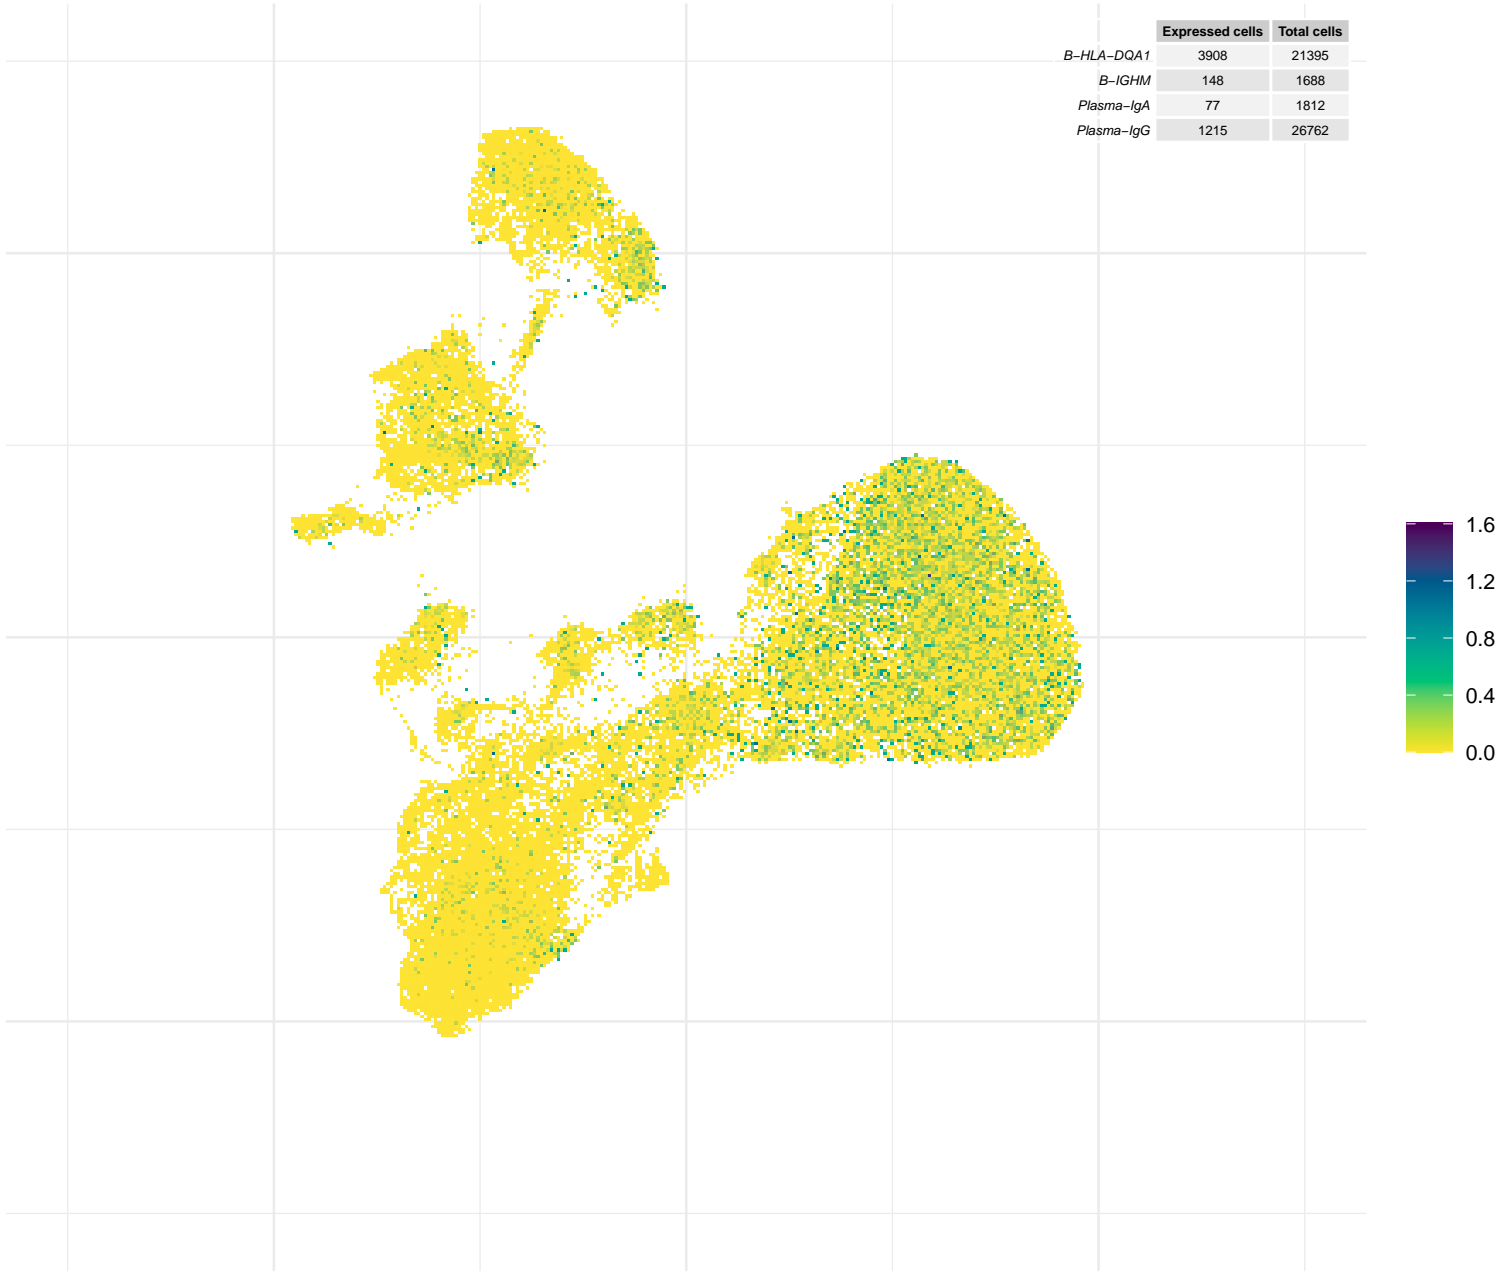 Expressed cells Total cells
B−HLA−DQA1 3908 21395
B−IGHM 148 1688
Plasma−IgA 77 1812
Plasma−IgG 1215 26762
1.6
1.2
0.8
0.4
0.0